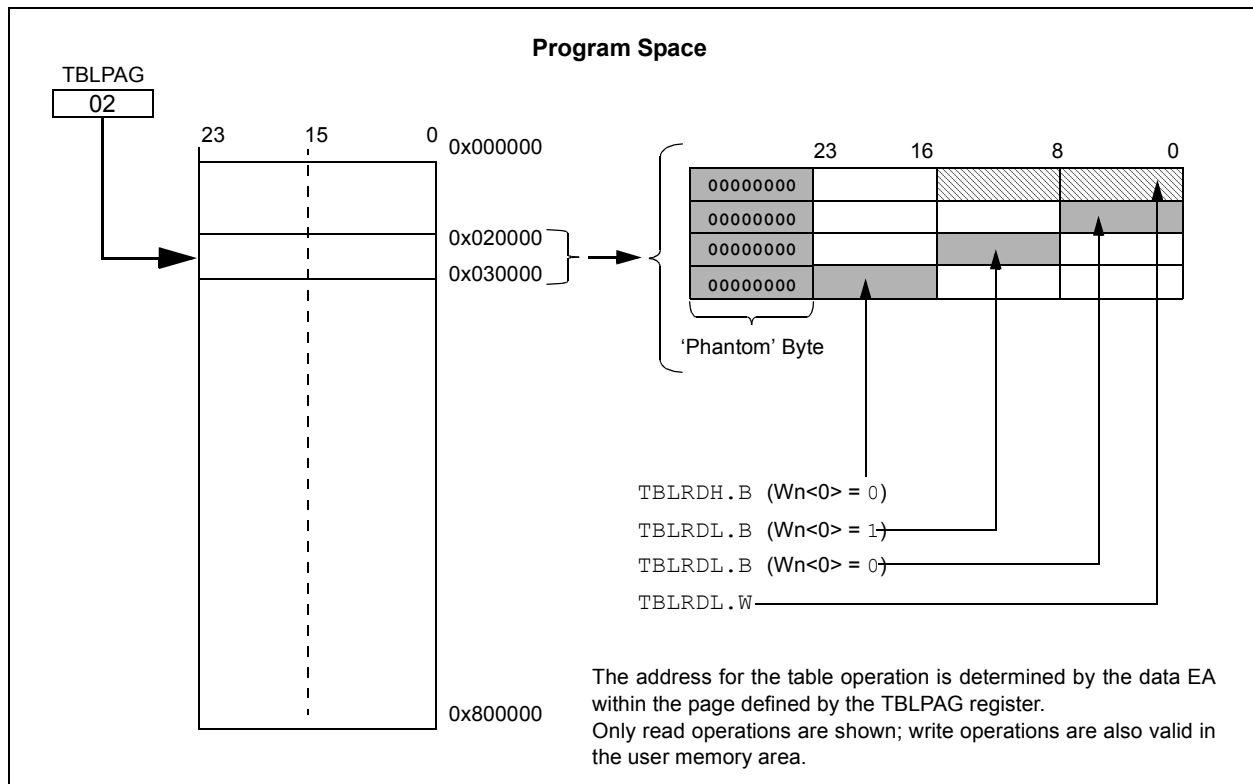 Program Space
TBLPAG
02
23 15 0
0x000000
0x020000
0x030000
0x800000
23 16 8 0
00000000
00000000
00000000
00000000
‘Phantom’ Byte
TBLRDH.B (Wn<0> = 0)
TBLRDL.B (Wn<0> = 1)
TBLRDL.B (Wn<0> = 0)
TBLRDL.W
The address for the table operation is determined by the data EA
within the page defined by the TBLPAG register.
Only read operations are shown; write operations are also valid in
the user memory area.